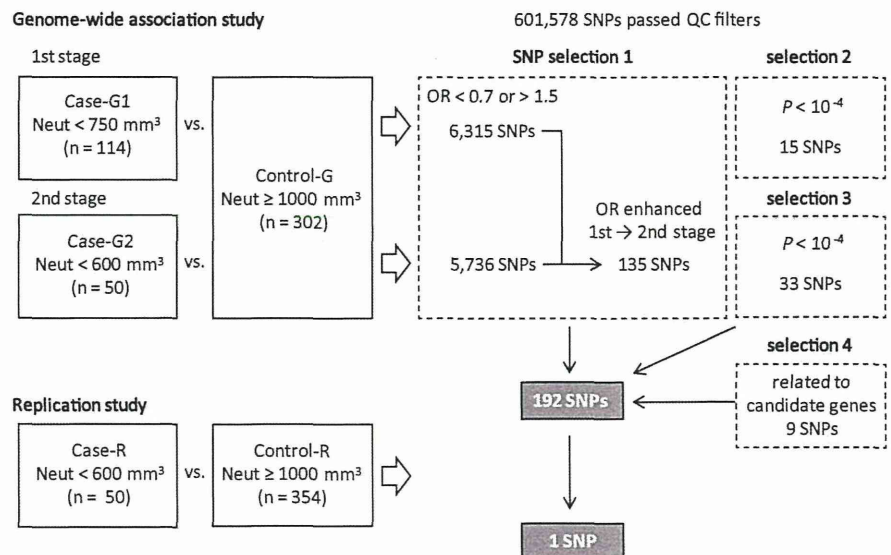 Genome-wide association study
601,578 SNPs passed QC filters
1st stage
SNP selection 1
selection 2
Case-G1
Neut < 750 mm³
(n = 114)
vs.
Control-G
Neut ≥ 1000 mm³
(n = 302)
2nd stage
Case-G2
Neut < 600 mm³
(n = 50)
vs.
OR < 0.7 or > 1.5
6,315 SNPs
OR enhanced
1st → 2nd stage
5,736 SNPs
135 SNPs
P < 10⁻⁴
15 SNPs
selection 3
P < 10⁻⁴
33 SNPs
selection 4
related to
candidate genes
9 SNPs
192 SNPs
Replication study
Case-R
Neut < 600 mm³
(n = 50)
vs.
Control-R
Neut ≥ 1000 mm³
(n = 354)
1 SNP